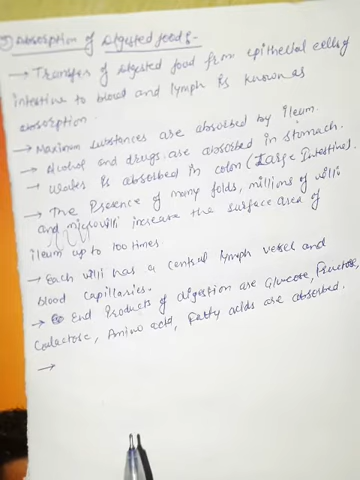 5) Absorption of Digested food :-
→ Transfer of digested food from epithelial cells of
intestine to blood and lymph is known as
absorption.
→ Maximum substances are absorbed by ileum.
→ Alcohol and drugs are absorbed in stomach.
→ Water is absorbed in colon (Large Intestine).
→ The Presence of many folds, millions of villi
and microvilli increase the surface area of
ileum up to 100 times
→ Each villi has a central lymph vessel and
blood capillaries.
→ End Products of digestion are Glucose, Fructose,
Galactose, Amino acid, Fatty acids are absorbed.
→